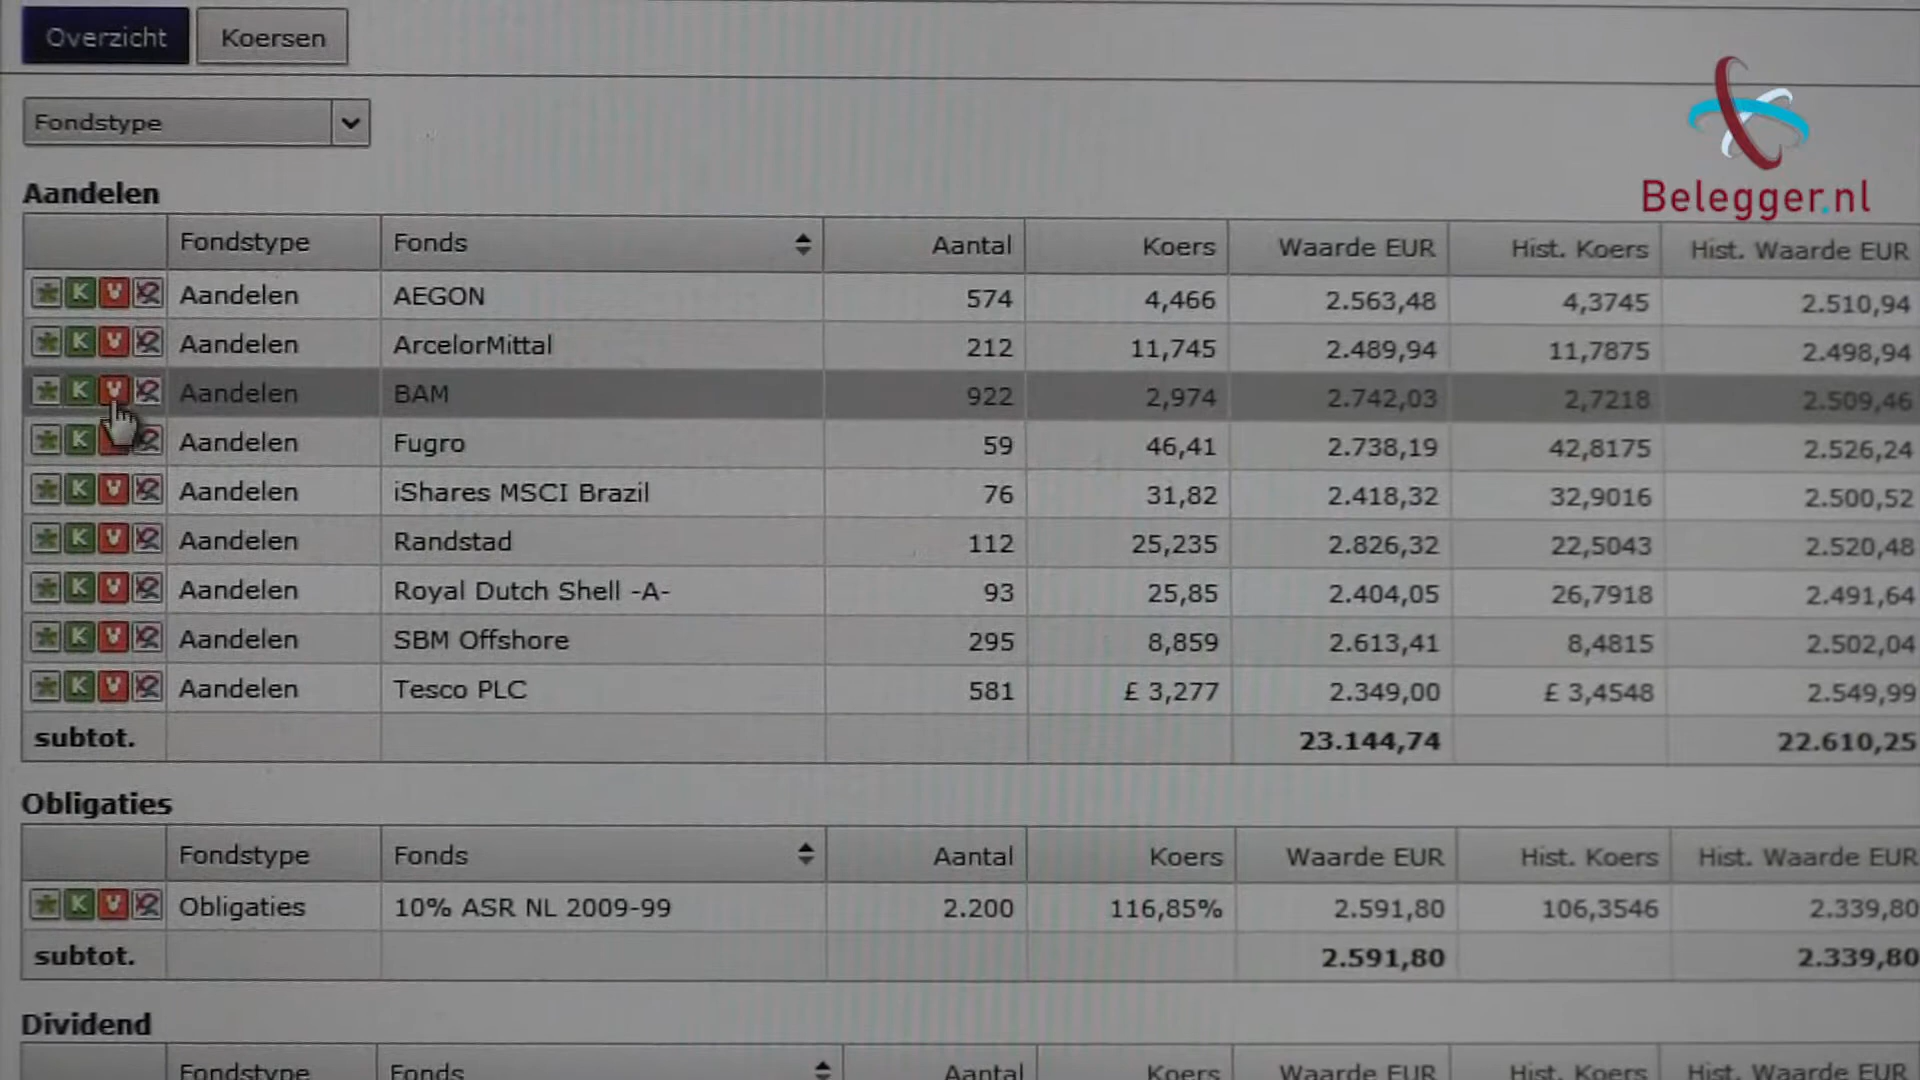 Overzicht Koersen
Belegger.nl
Fondstype
Aandelen
Fondstype Fonds Aantal Koers Waarde EUR Hist. Koers Hist. Waarde EUR
K V Aandelen AEGON 574 4,466 2.563,48 4,3745 2.510,94
K V Aandelen ArcelorMittal 212 11,745 2.489,94 11,7875 2.498,94
K V Aandelen BAM 922 2,974 2.742,03 2,7218 2.509,46
K Aandelen Fugro 59 46,41 2.738,19 42,8175 2.526,24
K V Aandelen iShares MSCI Brazil 76 31,82 2.418,32 32,9016 2.500,52
K V Aandelen Randstad 112 25,235 2.826,32 22,5043 2.520,48
K V Aandelen Royal Dutch Shell -A- 93 25,85 2.404,05 26,7918 2.491,64
K V Aandelen SBM Offshore 295 8,859 2.613,41 8,4815 2.502,04
K V Aandelen Tesco PLC 581 £ 3,277 2.349,00 £ 3,4548 2.549,99
subtot. 23.144,74 22.610,25
Obligaties
Fondstype Fonds Aantal Koers Waarde EUR Hist. Koers Hist. Waarde EUR
K V Obligaties 10% ASR NL 2009-99 2.200 116,85% 2.591,80 106,3546 2.339,80
subtot. 2.591,80 2.339,80
Dividend
Fondstype Fonds Aantal Koers Waarde EUR Hist. Koers Hist. Waarde EUR